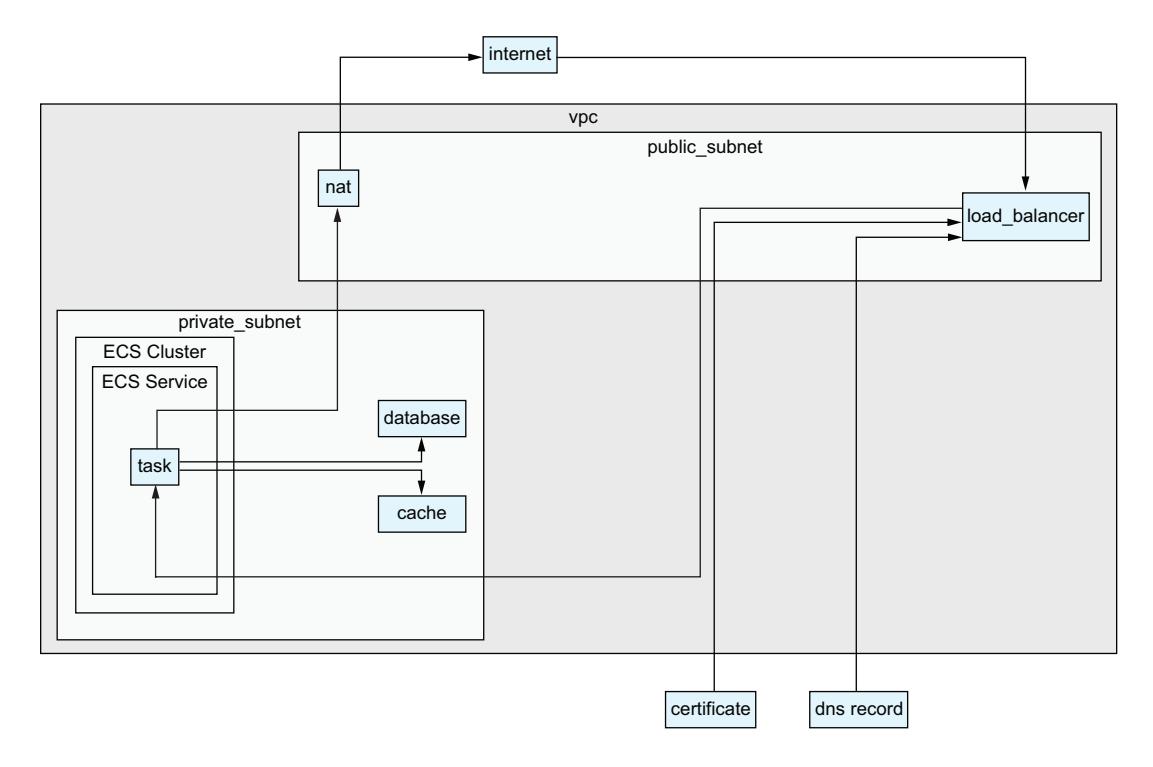 internet
vpc
public_subnet
nat
load_balancer
private_subnet
ECS Cluster
ECS Service
database
task
cache
certificate
dns record